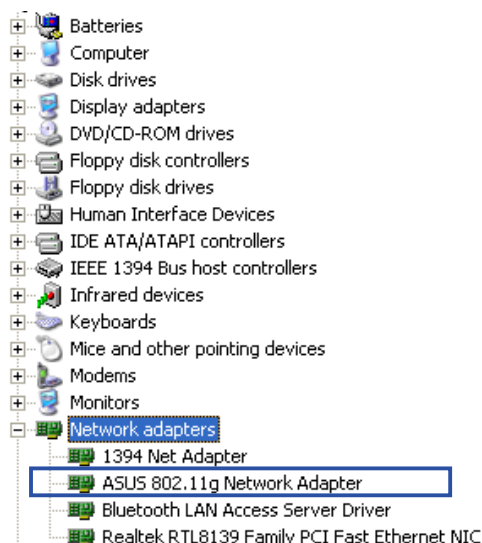 Batteries
Computer
Disk drives
Display adapters
DVD/CD-ROM drives
Floppy disk controllers
Floppy disk drives
Human Interface Devices
IDE ATA/ATAPI controllers
IEEE 1394 Bus host controllers
Infrared devices
Keyboards
Mice and other pointing devices
Modems
Monitors
Network adapters
1394 Net Adapter
ASUS 802.11g Network Adapter
Bluetooth LAN Access Server Driver
Realtek RTL8139 Family PCI Fast Ethernet NIC